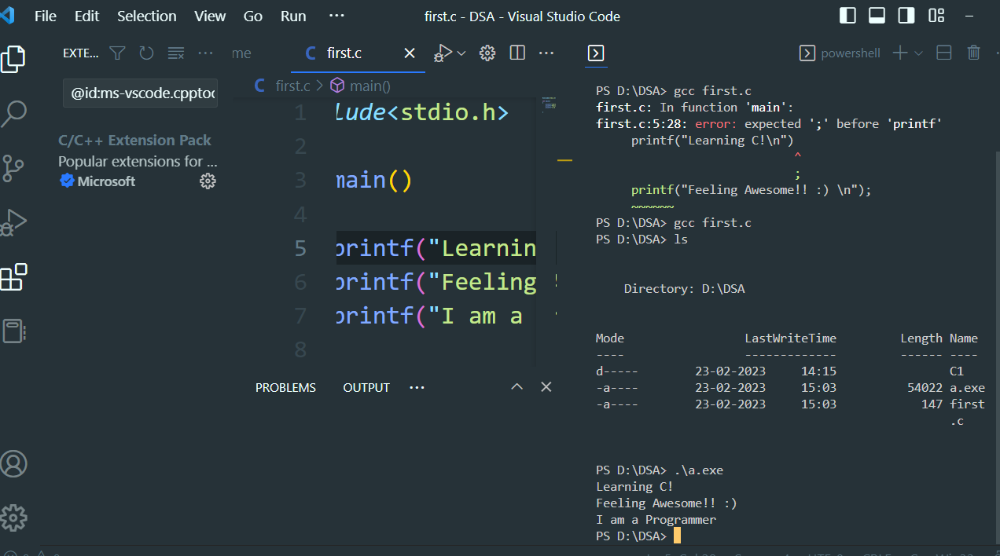 File Edit Selection View Go Run ··· first.c - DSA - Visual Studio Code
EXTE... ··· me C first.c ··· powershell
@id:ms-vscode.cpptoo
C/C++ Extension Pack
Popular extensions for ...
Microsoft
C first.c > main()
1 lude<stdio.h>
2
3 main()
4
5 printf("Learnin
6 printf("Feeling
7 printf("I am a
8
PROBLEMS OUTPUT ···
PS D:\DSA> gcc first.c
first.c: In function 'main':
first.c:5:28: error: expected ';' before 'printf'
printf("Learning C!\n")
^
;
printf("Feeling Awesome!! :) \n");
~~~~~~
PS D:\DSA> gcc first.c
PS D:\DSA> ls
Directory: D:\DSA
Mode LastWriteTime Length Name
---- ------------- ------ ----
d----- 23-02-2023 14:15 C1
-a---- 23-02-2023 15:03 54022 a.exe
-a---- 23-02-2023 15:03 147 first
.c
PS D:\DSA> .\a.exe
Learning C!
Feeling Awesome!! :)
I am a Programmer
PS D:\DSA>